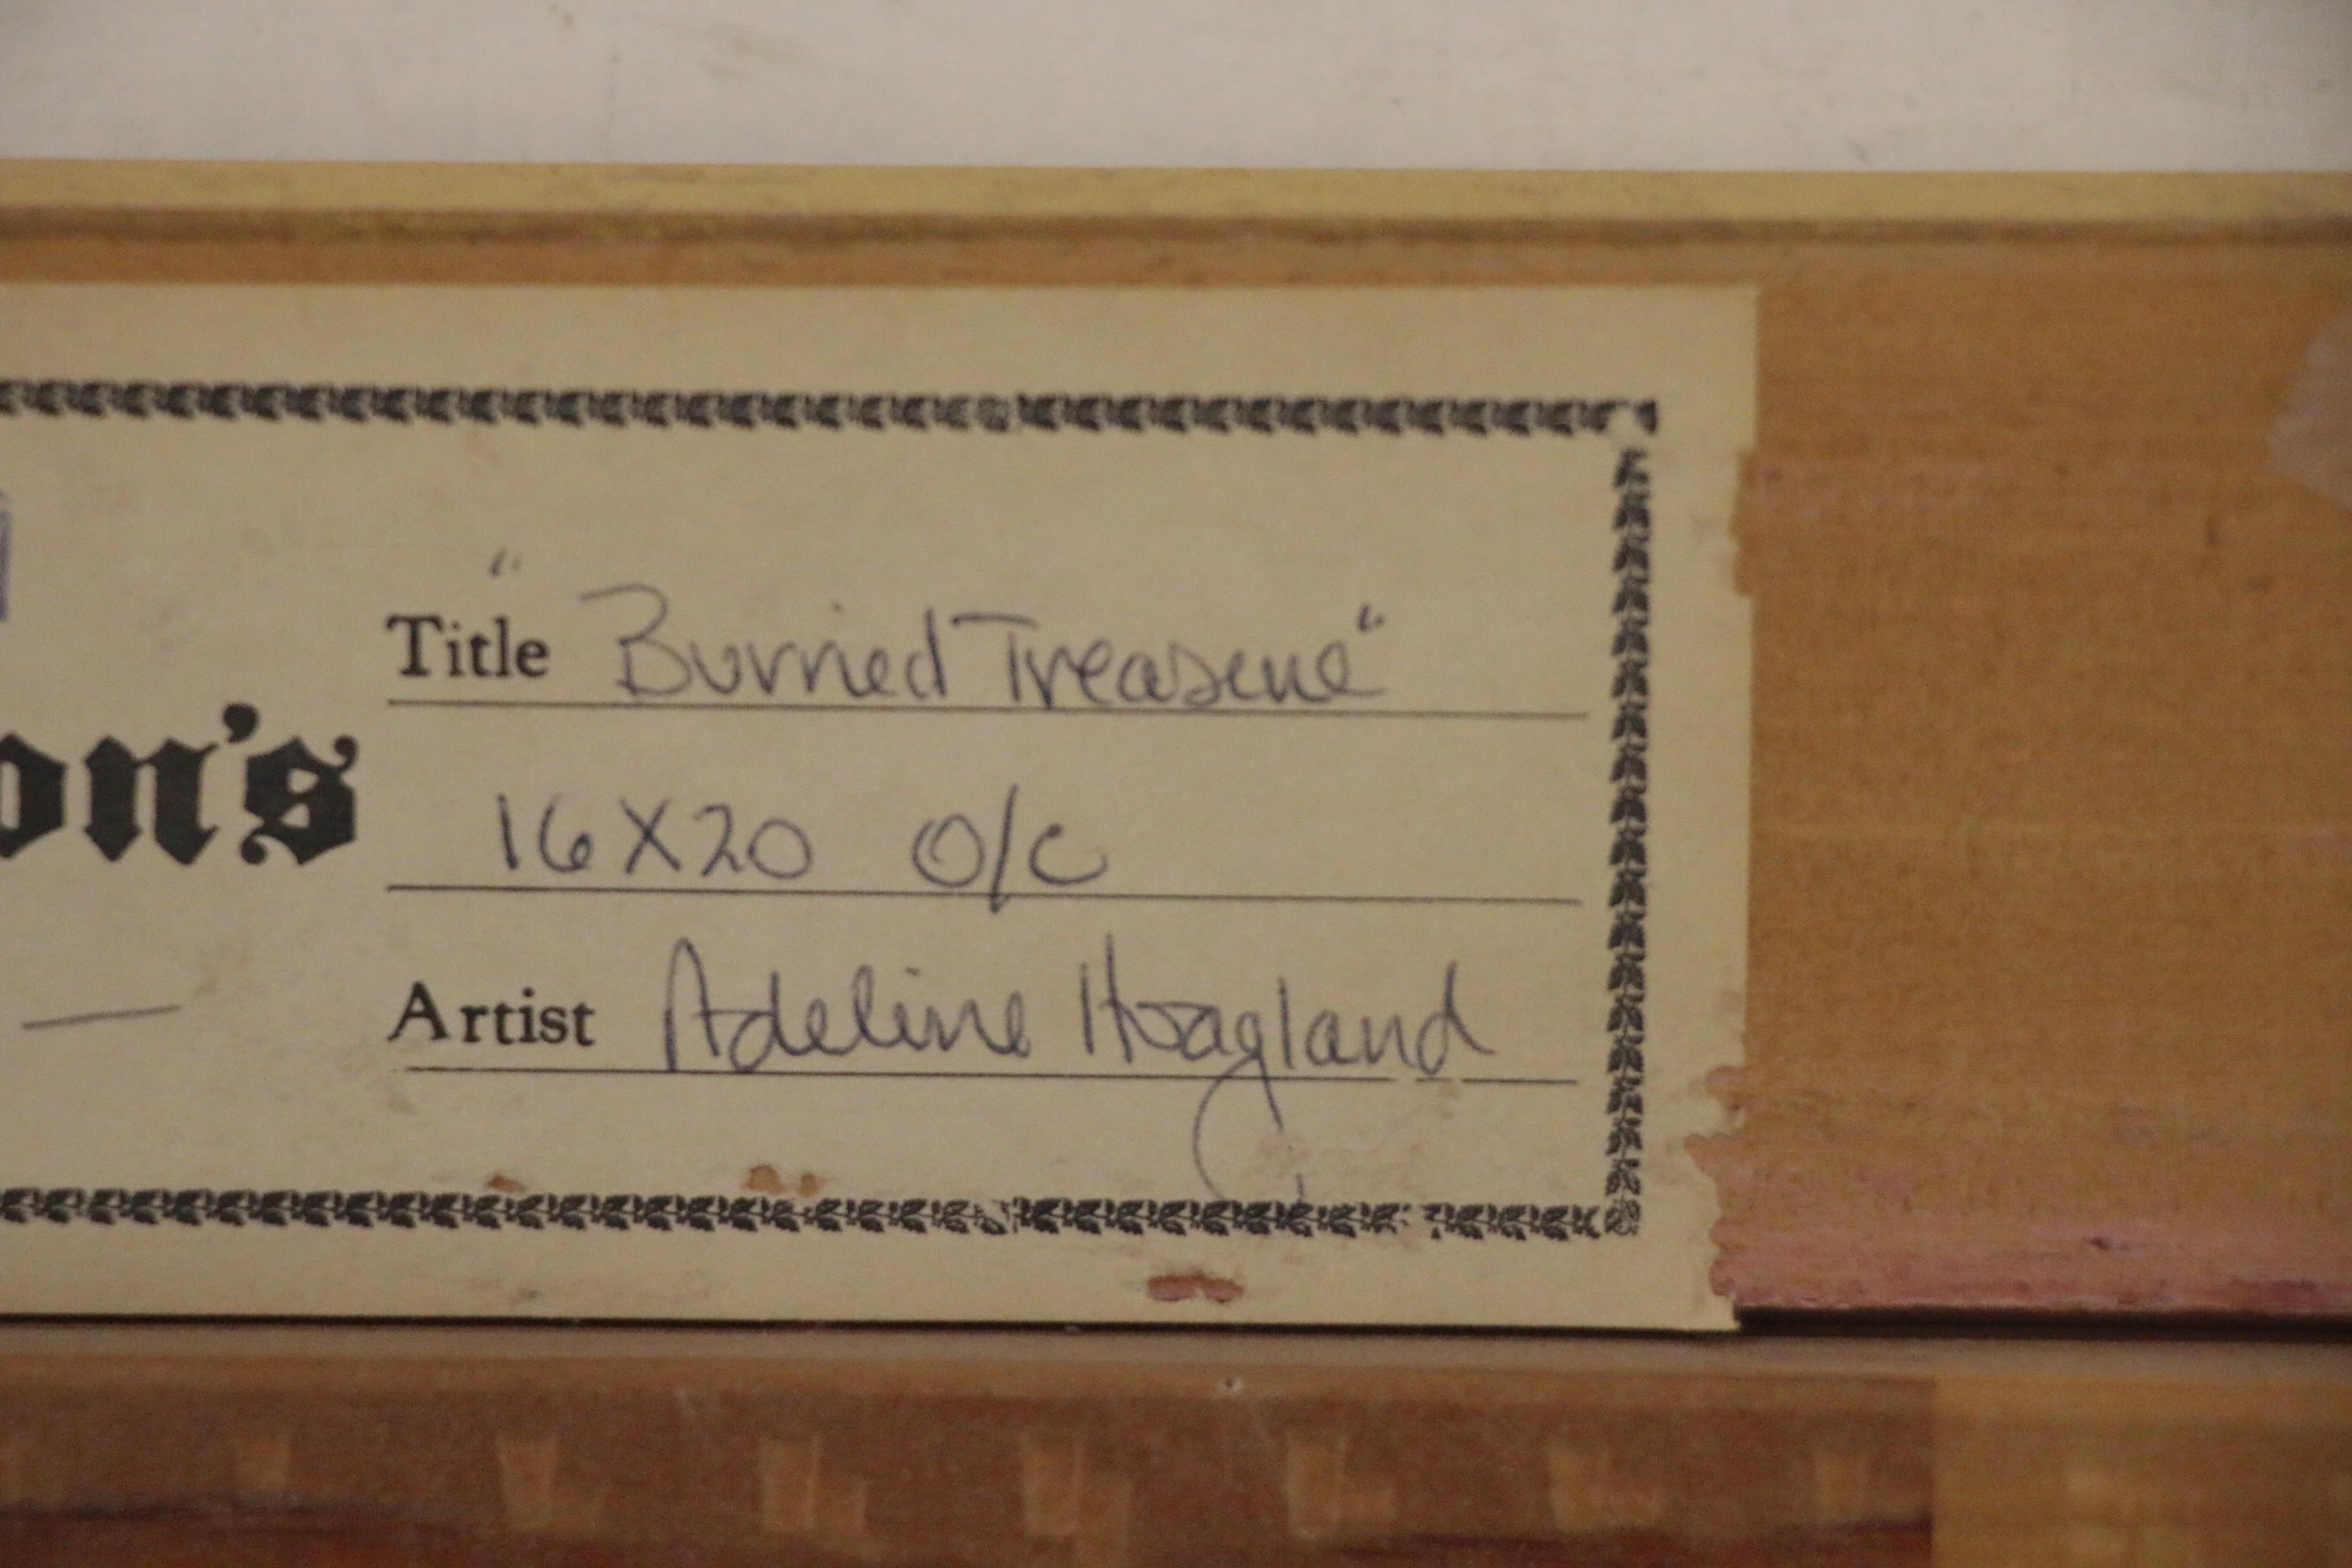 Title "Burried Treasure"
on's
16X20 O/C
Artist Adeline Hoagland